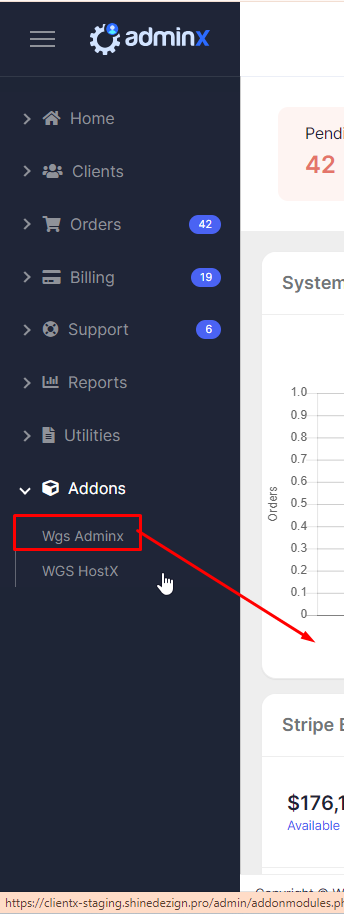 adminx
Pendi
42
Home
Clients
Orders 42
Billing 19
Support 6
Reports
Utilities
Addons
Wgs Adminx
WGS HostX
System
1.0
0.9
0.8
0.7
0.6
0.5
0.4
0.3
0.2
0.1
0
Orders
Stripe B
$176,1
Available
Copyright © W
https://clientx-staging.shinedezign.pro/admin/addonmodules.ph